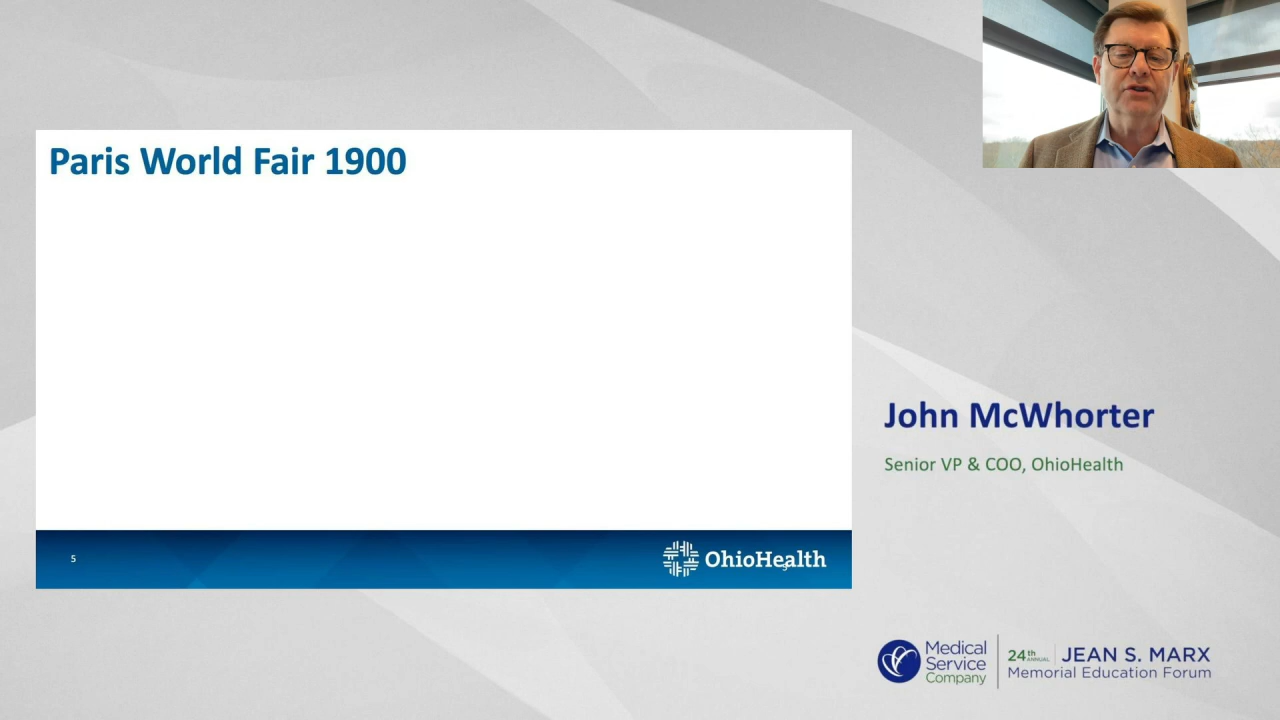 Paris World Fair 1900
John McWhorter
Senior VP & COO, OhioHealth
5
OhioHealth
5
Medical
Service
Company
24th ANNUAL JEAN S. MARX
Memorial Education Forum